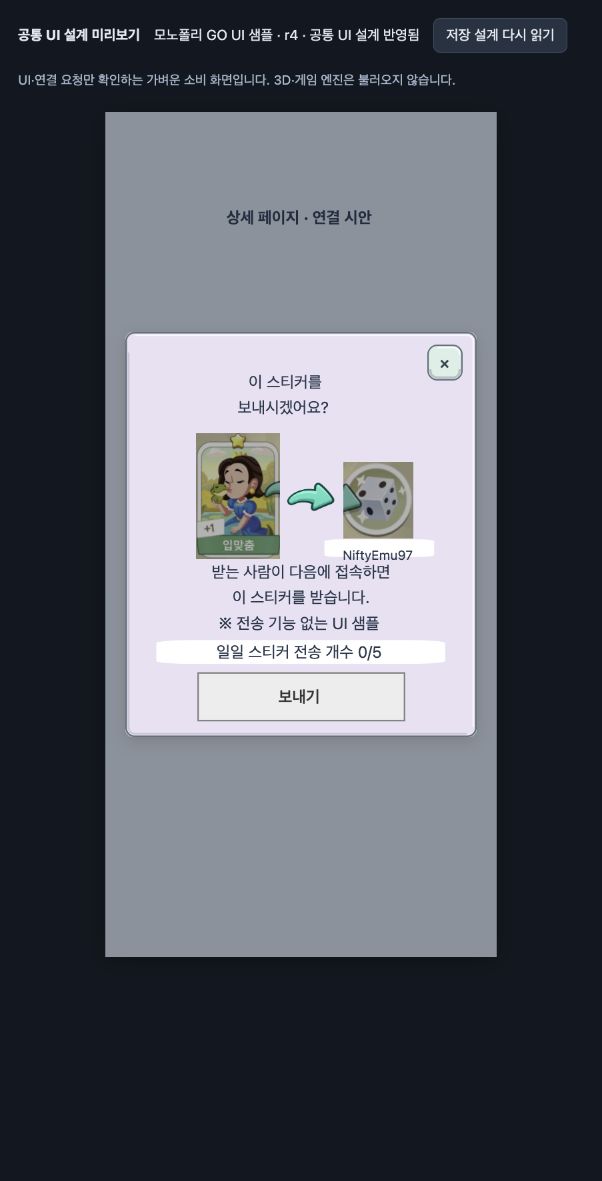 공통 UI 설계 미리보기 모노폴리 GO UI 샘플 · r4 · 공통 UI 설계 반영됨 저장 설계 다시 읽기
UI·연결 요청만 확인하는 가벼운 소비 화면입니다. 3D·게임 엔진은 불러오지 않습니다.
상세 페이지 · 연결 시안
×
이 스티커를
보내시겠어요?
+1
입맞춤
NiftyEmu97
받는 사람이 다음에 접속하면
이 스티커를 받습니다.
※ 전송 기능 없는 UI 샘플
일일 스티커 전송 개수 0/5
보내기